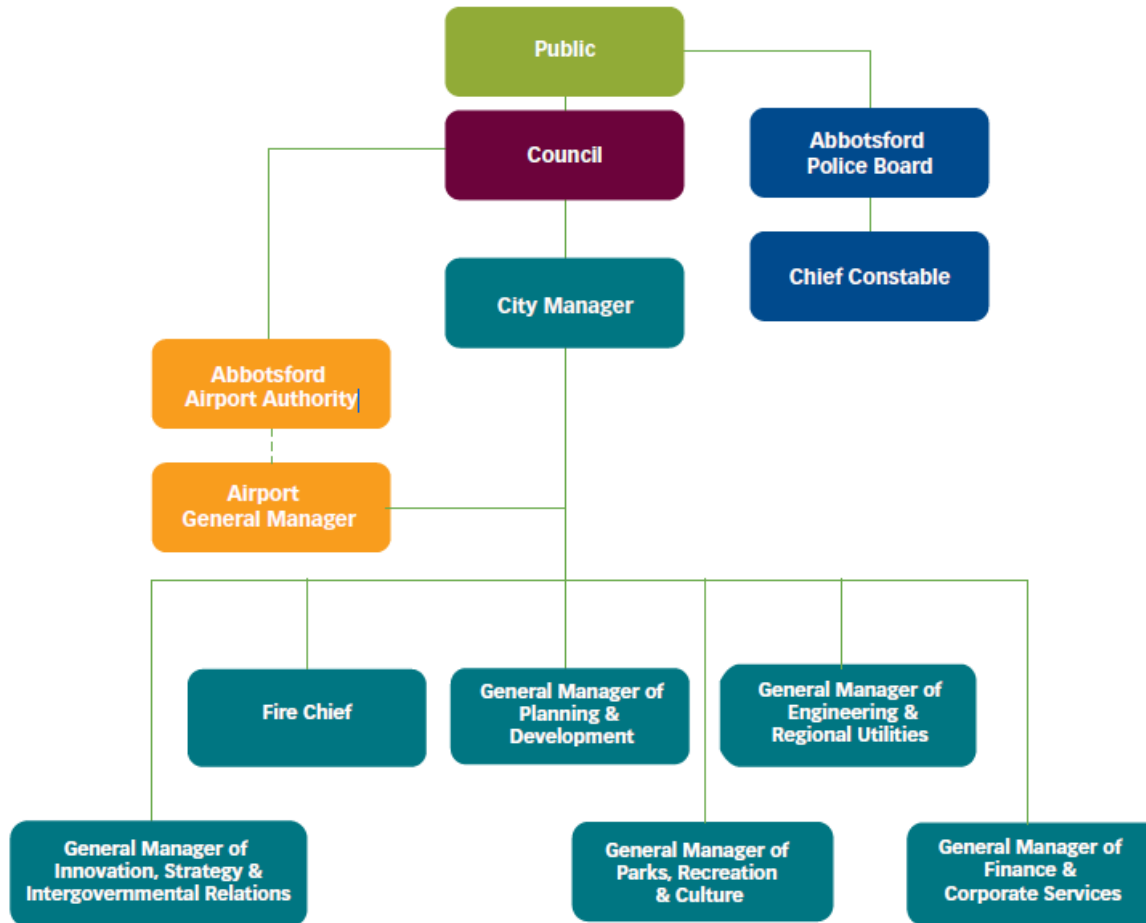 Public
Council
Abbotsford
Police Board
Chief Constable
City Manager
Abbotsford
Airport Authority
Airport
General Manager
Fire Chief
General Manager of
Planning &
Development
General Manager of
Engineering &
Regional Utilities
General Manager of
Innovation, Strategy &
Intergovernmental Relations
General Manager of
Parks, Recreation
& Culture
General Manager of
Finance &
Corporate Services